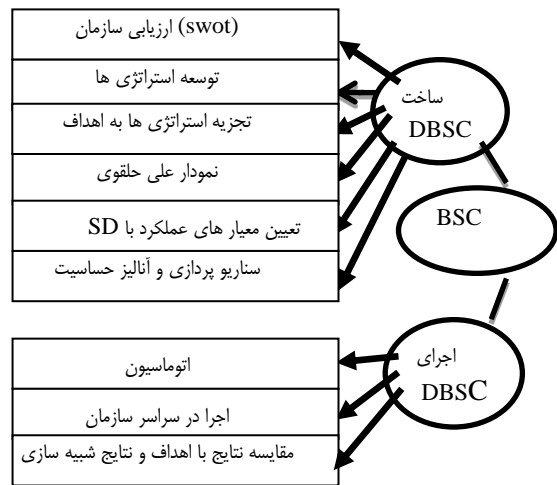 ارزیابی سازمان (swot)
توسعه استراتژی ها
تجزیه استراتژی ها به اهداف
نمودار علی حلقوی
تعیین معیار های عملکرد با SD
سناریو پردازی و آنالیز حساسیت
ساخت
DBSC
BSC
اجرای
DBSC
اتوماسیون
اجرا در سراسر سازمان
مقایسه نتایج با اهداف و نتایج شبیه سازی